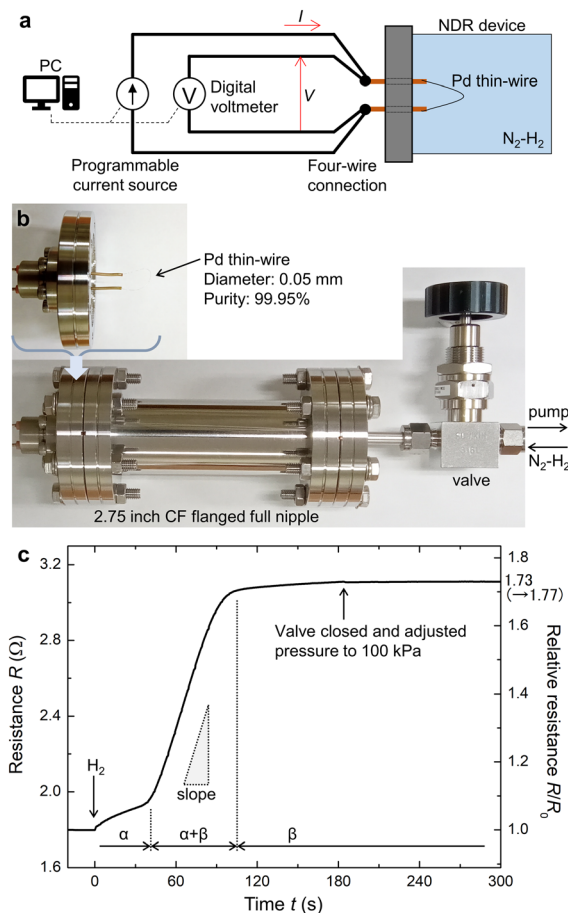 a
I
NDR device
PC
Pd thin-wire
V
Digital
voltmeter
V
N2-H2
Programmable
current source
Four-wire
connection
b
Pd thin-wire
Diameter: 0.05 mm
Purity: 99.95%
pump
N2-H2
valve
2.75 inch CF flanged full nipple
c
3.2
2.8
2.4
2.0
1.6
Resistance R (Ω)
1.8
1.73
(→1.77)
1.6
1.4
1.2
1.0
Relative resistance R/R0
Valve closed and adjusted
pressure to 100 kPa
H2
slope
α
α+β
β
0
60
120
180
240
300
Time t (s)